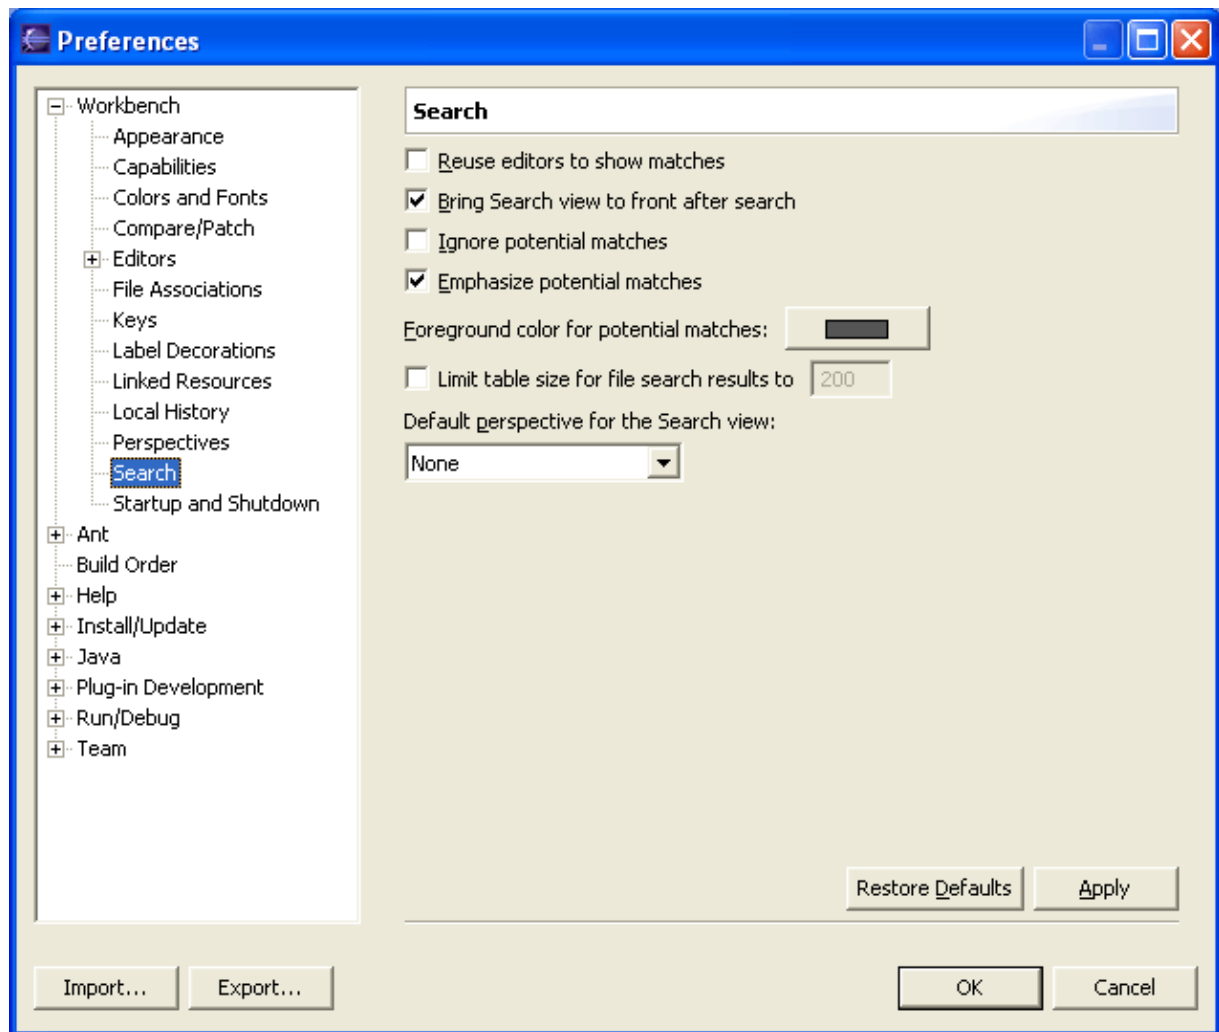 Preferences
Workbench
Appearance
Capabilities
Colors and Fonts
Compare/Patch
Editors
File Associations
Keys
Label Decorations
Linked Resources
Local History
Perspectives
Search
Startup and Shutdown
Ant
Build Order
Help
Install/Update
Java
Plug-in Development
Run/Debug
Team
Search
Reuse editors to show matches
Bring Search view to front after search
Ignore potential matches
Emphasize potential matches
Foreground color for potential matches:
Limit table size for file search results to 200
Default perspective for the Search view:
None
Restore Defaults Apply
Import... Export... OK Cancel